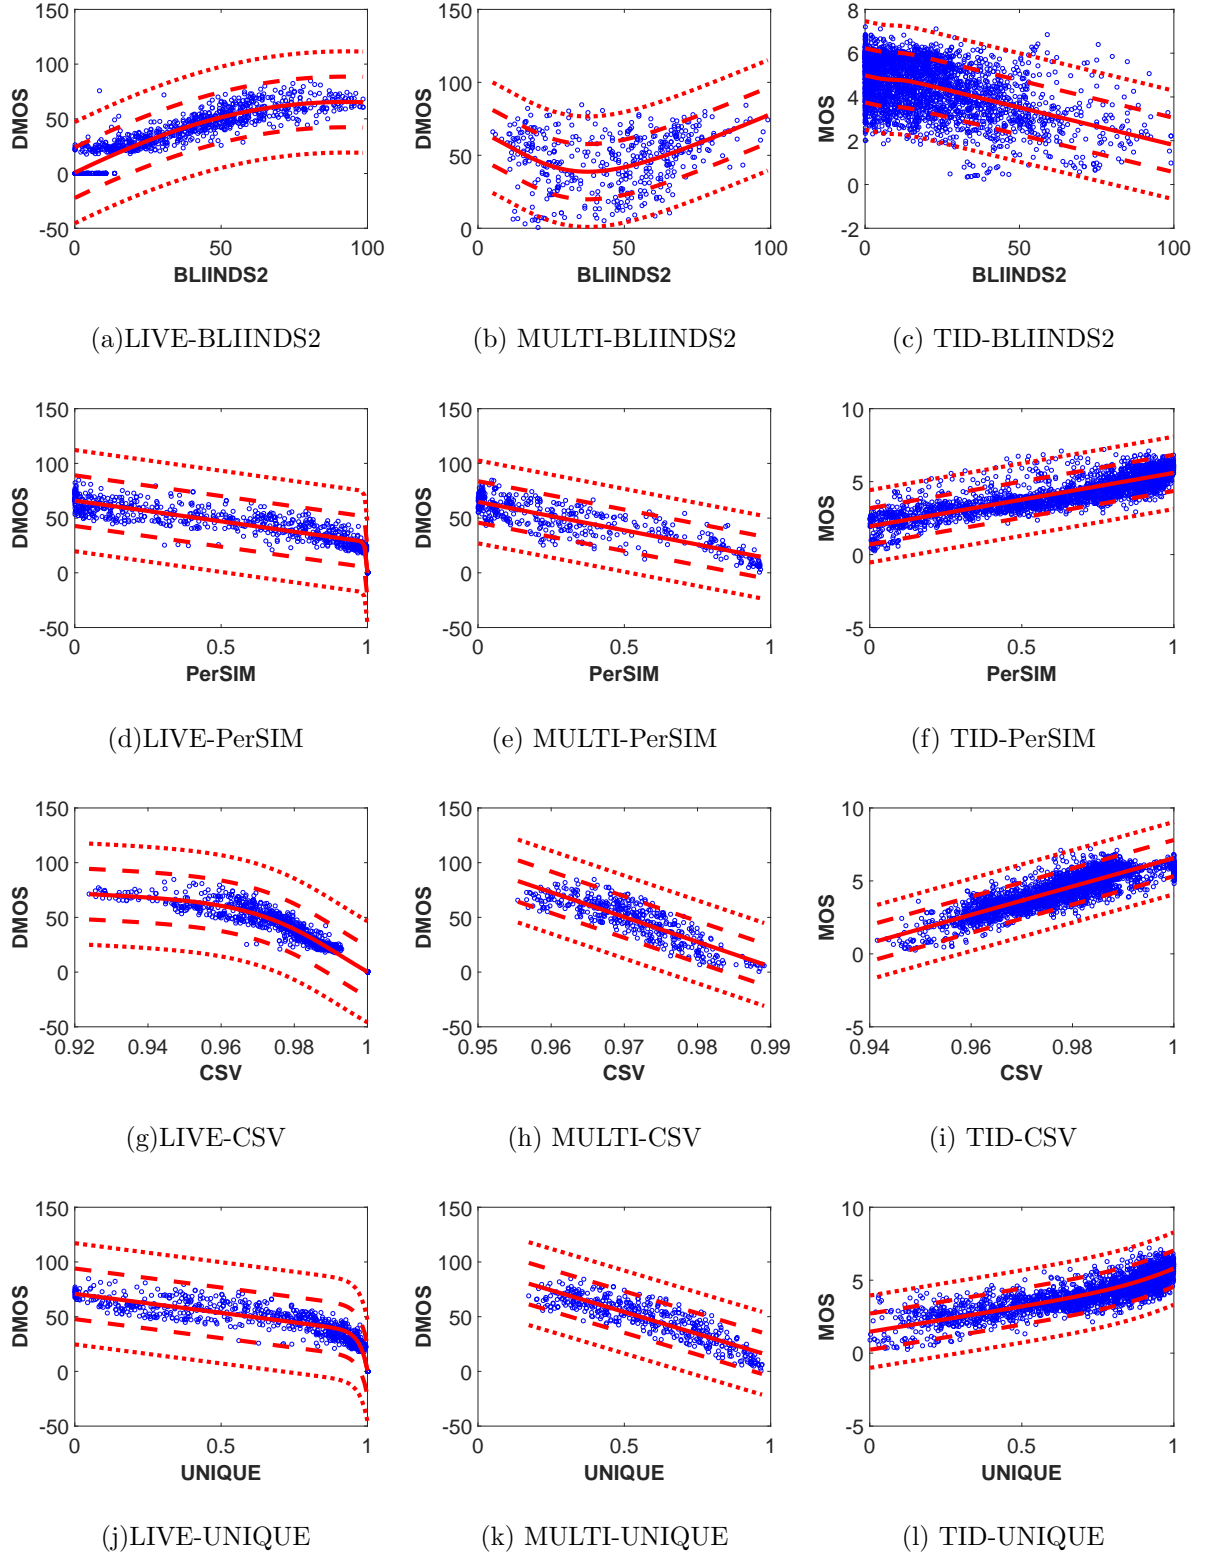 150
100
50
0
-50
DMOS
0 50 100
BLIINDS2
(a)LIVE-BLIINDS2
150
100
50
0
DMOS
0 50 100
BLIINDS2
(b) MULTI-BLIINDS2
8
6
4
2
0
-2
MOS
0 50 100
BLIINDS2
(c) TID-BLIINDS2
150
100
50
0
-50
DMOS
0 0.5 1
PerSIM
(d)LIVE-PerSIM
150
100
50
0
-50
DMOS
0 0.5 1
PerSIM
(e) MULTI-PerSIM
10
5
0
-5
MOS
0 0.5 1
PerSIM
(f) TID-PerSIM
150
100
50
0
-50
DMOS
0.92 0.94 0.96 0.98 1
CSV
(g)LIVE-CSV
150
100
50
0
-50
DMOS
0.95 0.96 0.97 0.98 0.99
CSV
(h) MULTI-CSV
10
5
0
-5
MOS
0.94 0.96 0.98 1
CSV
(i) TID-CSV
150
100
50
0
-50
DMOS
0 0.5 1
UNIQUE
(j)LIVE-UNIQUE
150
100
50
0
-50
DMOS
0 0.5 1
UNIQUE
(k) MULTI-UNIQUE
10
5
0
-5
MOS
0 0.5 1
UNIQUE
(l) TID-UNIQUE